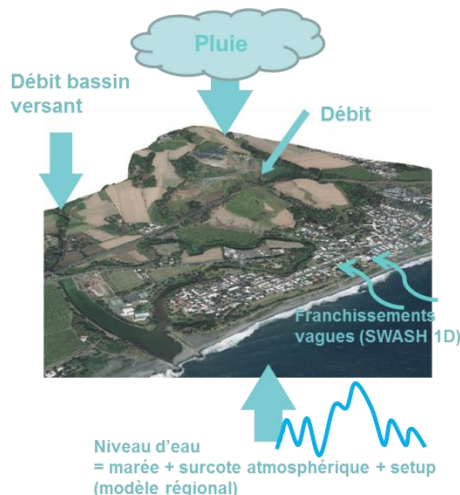 Pluie
Débit bassin
versant
Débit
Franchissements
vagues (SWASH 1D)
Niveau d'eau
= marée + surcote atmosphérique + setup
(modèle régional)